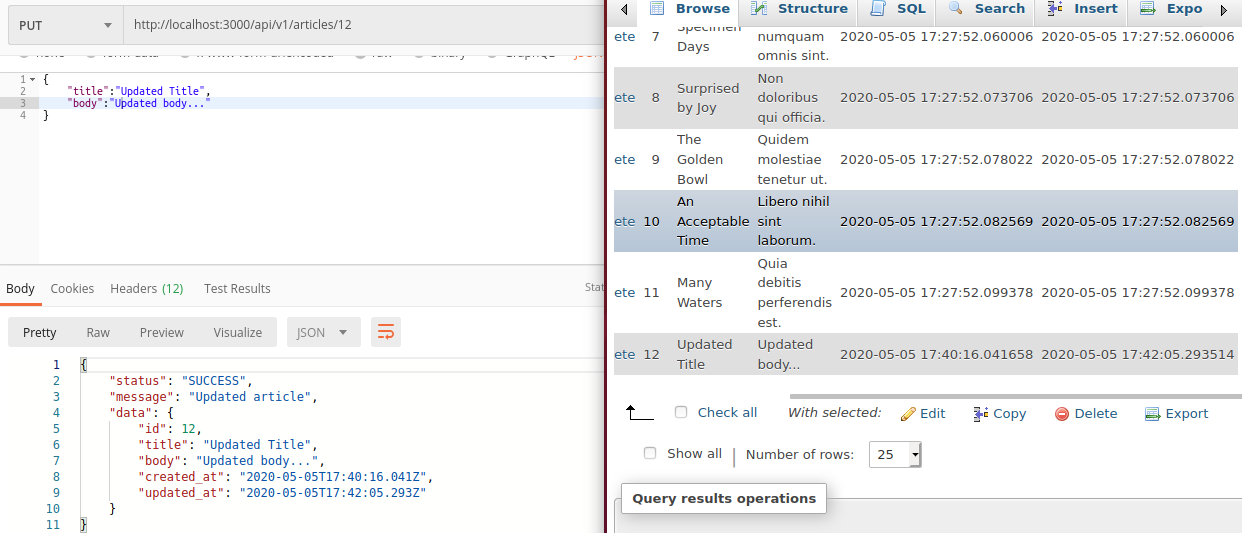 PUT
http://localhost:3000/api/v1/articles/12
1 {
2 "title":"Updated Title",
3 "body":"Updated body..."
4 }
Body Cookies Headers (12) Test Results Stat
Pretty Raw Preview Visualize JSON
1 {
2 "status": "SUCCESS",
3 "message": "Updated article",
4 "data": {
5 "id": 12,
6 "title": "Updated Title",
7 "body": "Updated body...",
8 "created_at": "2020-05-05T17:40:16.041Z",
9 "updated_at": "2020-05-05T17:42:05.293Z"
10 }
11 }
Browse Structure SQL Search Insert Expo
ete 7 Specimen Days numquam omnis sint. 2020-05-05 17:27:52.060006 2020-05-05 17:27:52.060006
ete 8 Surprised by Joy Non doloribus qui officia. 2020-05-05 17:27:52.073706 2020-05-05 17:27:52.073706
ete 9 The Golden Bowl Quidem molestiae tenetur ut. 2020-05-05 17:27:52.078022 2020-05-05 17:27:52.078022
ete 10 An Acceptable Time Libero nihil sint laborum. 2020-05-05 17:27:52.082569 2020-05-05 17:27:52.082569
ete 11 Many Waters Quia debitis perferendis est. 2020-05-05 17:27:52.099378 2020-05-05 17:27:52.099378
ete 12 Updated Title Updated body... 2020-05-05 17:40:16.041658 2020-05-05 17:42:05.293514
Check all With selected: Edit Copy Delete Export
Show all Number of rows: 25
Query results operations